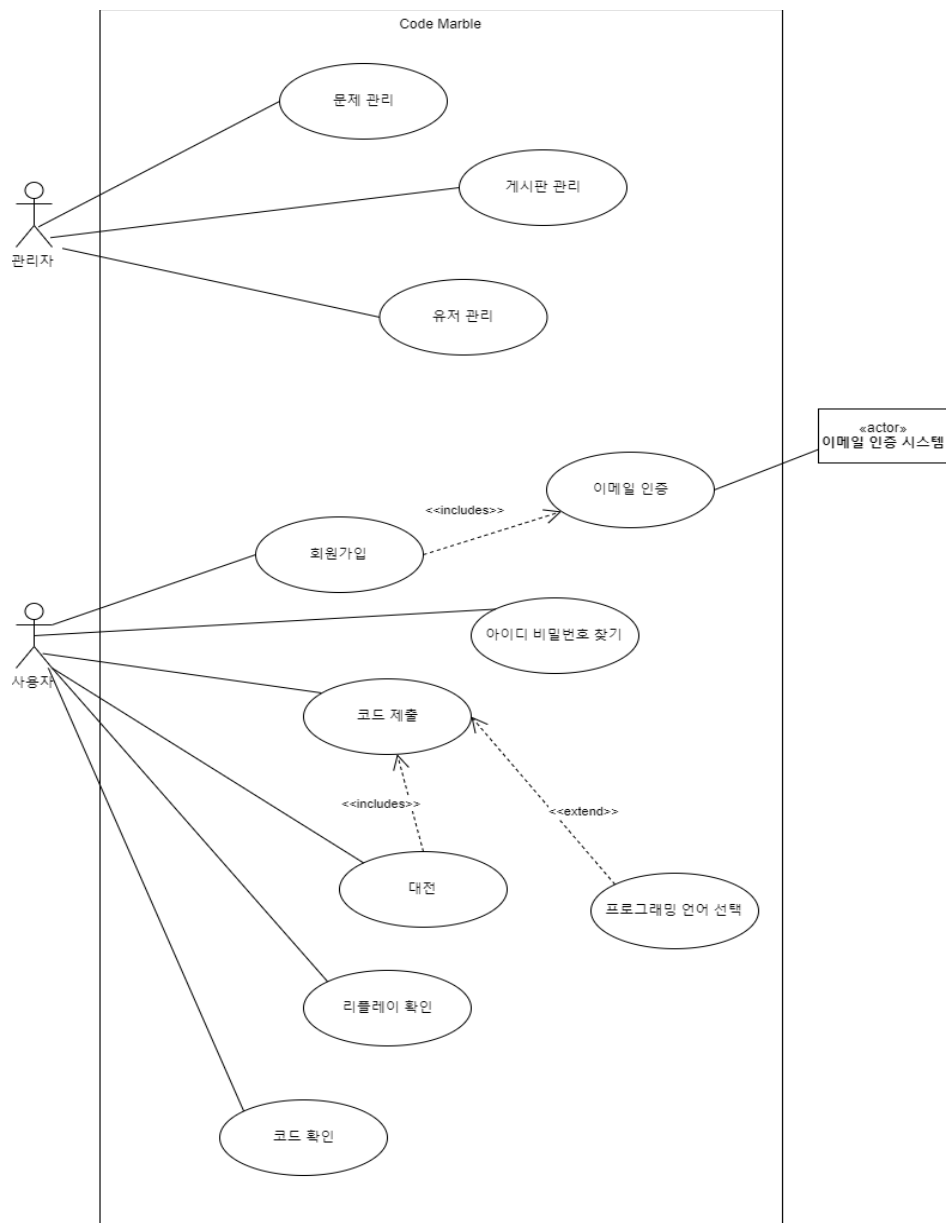 Code Marble
문제 관리
게시판 관리
관리자
유저 관리
«actor»
이메일 인증 시스템
이메일 인증
<<includes>>
회원가입
아이디 비밀번호 찾기
사용자
코드 제출
<<includes>>
<<extend>>
대전
프로그래밍 언어 선택
리플레이 확인
코드 확인